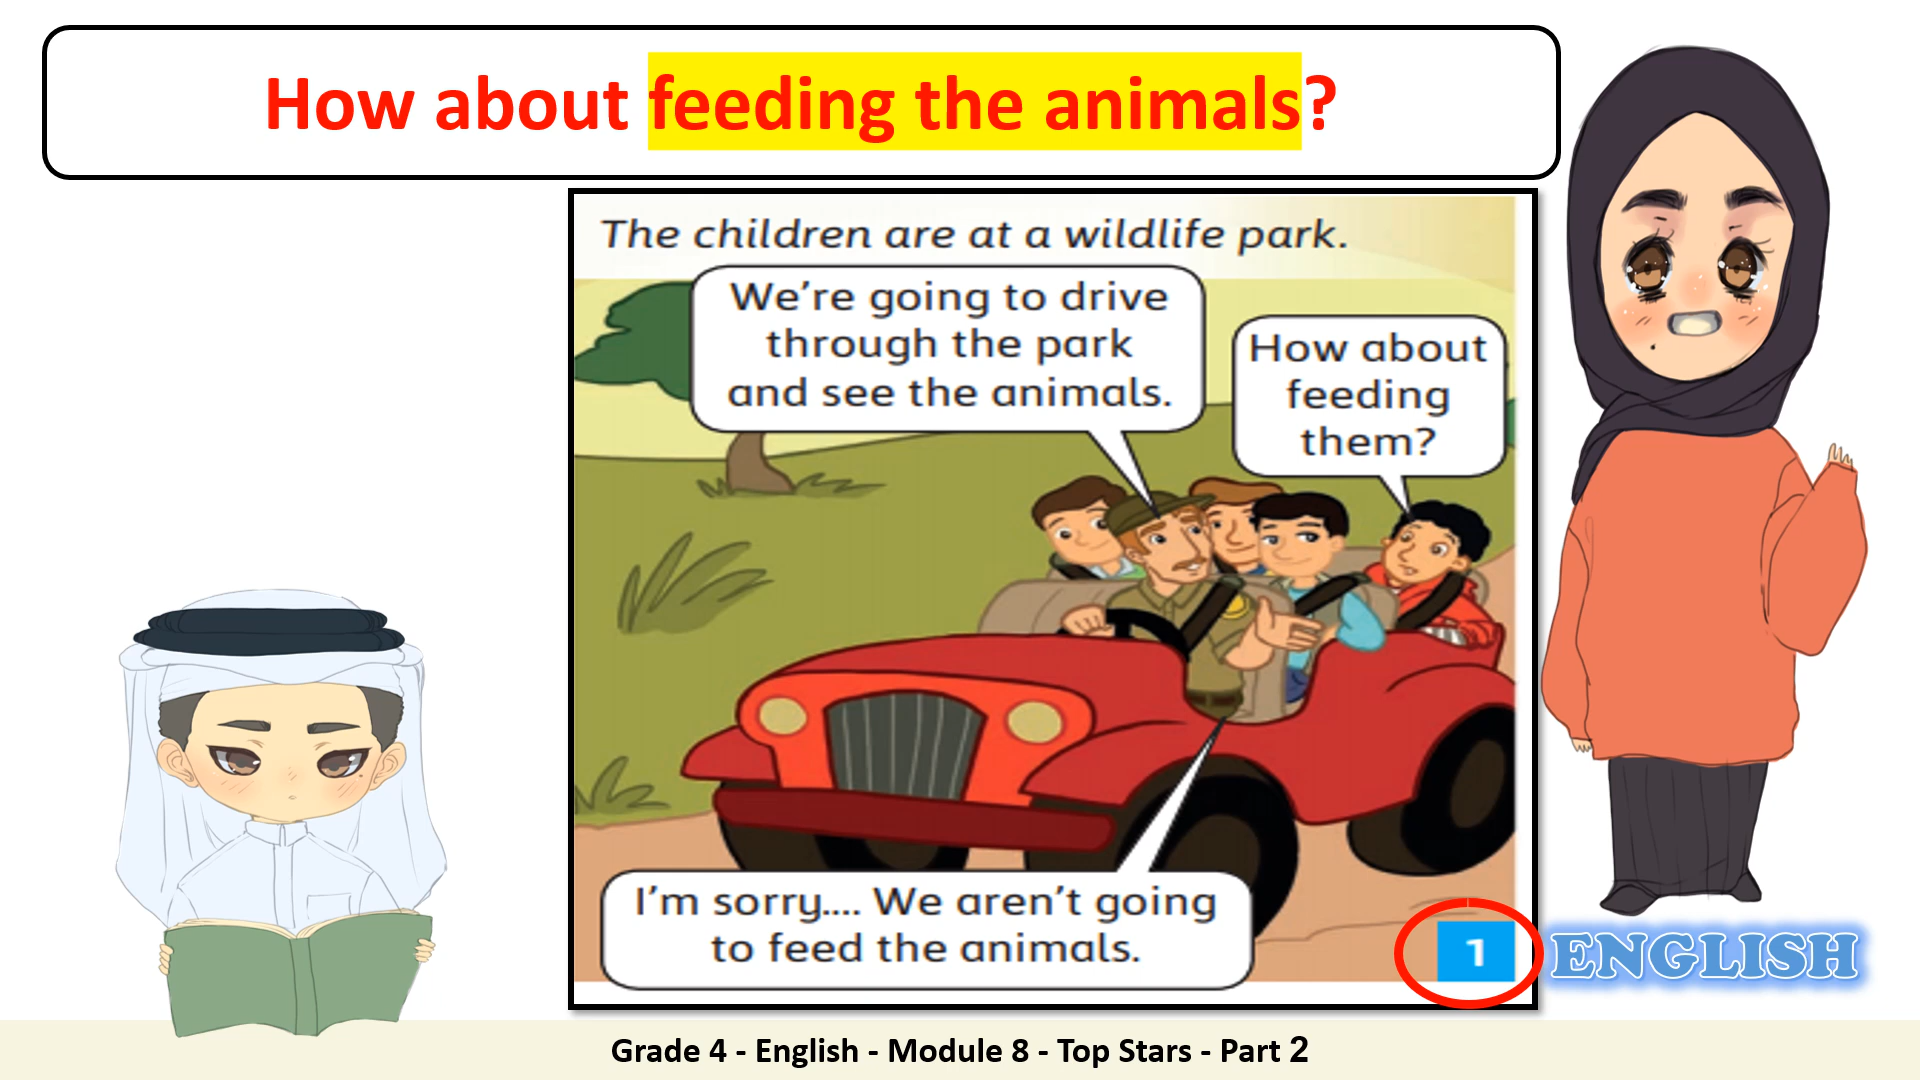 How about feeding the animals?
The children are at a wildlife park.
We're going to drive
through the park
and see the animals.
How about
feeding
them?
I'm sorry.... We aren't going
to feed the animals.
1
ENGLISH
Grade 4 - English - Module 8 - Top Stars - Part 2